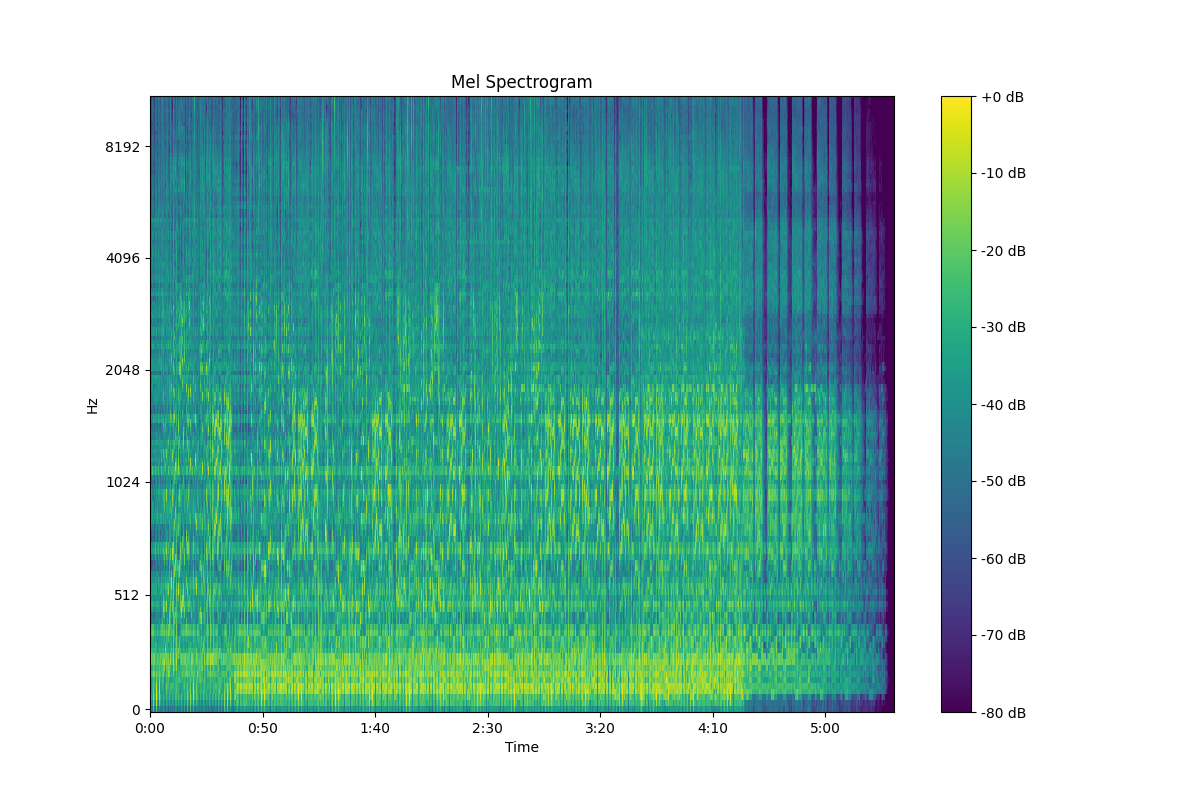 Mel Spectrogram
+0 dB
8192
-10 dB
-20 dB
4096
-30 dB
2048
-40 dB
Hz
1024
-50 dB
-60 dB
512
-70 dB
0
-80 dB
0:00 0:50 1:40 2:30 3:20 4:10 5:00
Time